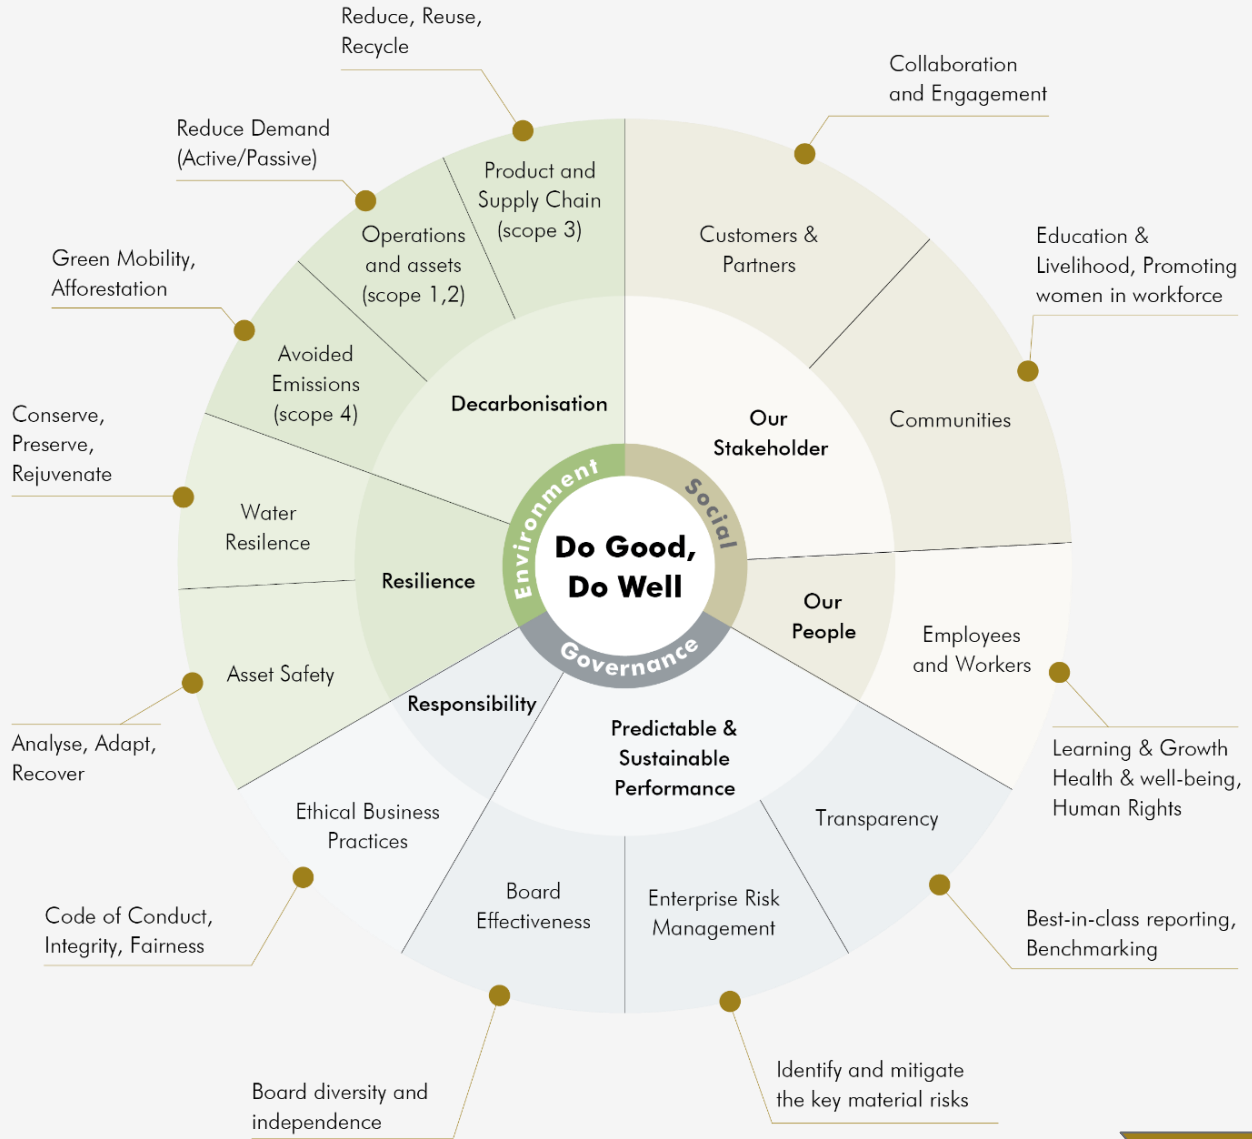 Reduce, Reuse,
Recycle
Collaboration
and Engagement
Reduce Demand
(Active/Passive)
Product and
Supply Chain
(scope 3)
Operations
and assets
(scope 1,2)
Customers &
Partners
Education &
Livelihood, Promoting
women in workforce
Green Mobility,
Afforestation
Avoided
Emissions
(scope 4)
Decarbonisation
Our
Stakeholder
Communities
Conserve,
Preserve,
Rejuvenate
Water
Resilence
Resilience
Environment
Social
Do Good,
Do Well
Governance
Our
People
Employees
and Workers
Asset Safety
Responsibility
Predictable &
Sustainable
Performance
Analyse, Adapt,
Recover
Learning & Growth
Health & well-being,
Human Rights
Ethical Business
Practices
Transparency
Board
Effectiveness
Enterprise Risk
Management
Code of Conduct,
Integrity, Fairness
Best-in-class reporting,
Benchmarking
Board diversity and
independence
Identify and mitigate
the key material risks